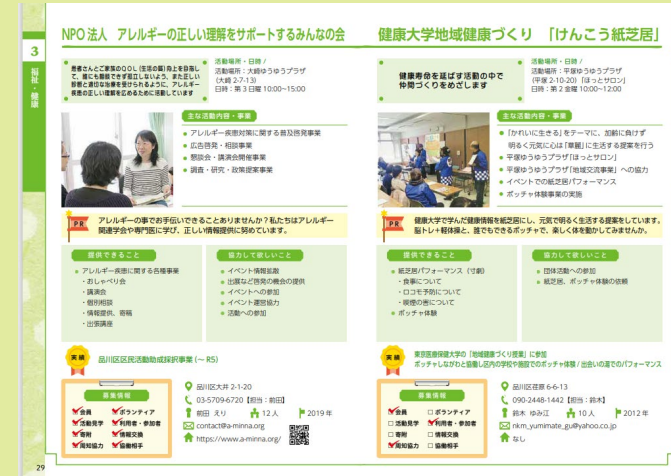 3
福祉・健康
NPO法人 アレルギーの正しい理解をサポートするみんなの会
患者さんとご家族のQOL(生活の質)向上を目指し
て、誰にも相談できず孤立しないよう、また正しい
診断と適切な治療を受けられるように、アレルギー
疾患の正しい理解を広めるために活動しています
活動場所・日時/
活動場所:大崎ゆうゆうプラザ
(大崎 2-7-13)
日時:第3日曜 10:00~15:00
主な活動内容・事業
アレルギー疾患対策に関する普及啓発事業
広告啓発・相談事業
懇談会・講演会開催事業
調査・研究・政策提案事業
PR
アレルギーの事でお手伝いできることありませんか?私たちはアレルギー
関連学会や専門医に学び、正しい情報提供に努めています。
提供できること
アレルギー疾患に関する各種事業
・おしゃべり会
・講演会
・個別相談
・情報提供、寄稿
・出張講座
協力して欲しいこと
イベント情報拡散
出展など啓発の機会の提供
イベントへの参加
イベント運営協力
活動への参加
実績
品川区区民活動助成採択事業(~R5)
募集情報
会員
ボランティア
活動見学
利用者・参加者
寄附
情報交換
周知協力
協働相手
品川区大井 2-1-20
03-5709-6720【担当:前田】
前田 えり
12人
2019年
contact@a-minna.org
https://www.a-minna.org/
29
健康大学地域健康づくり 「けんこう紙芝居」
健康寿命を延ばす活動の中で
仲間づくりをめざします
活動場所・日時/
活動場所:平塚ゆうゆうプラザ
(平塚 2-10-20)「ほっとサロン」
日時:第2金曜 10:00~12:00
主な活動内容・事業
「かれいに生きる」をテーマに、加齢に負けず
明るく元気に心は「華麗」に生活する提案を行う
平塚ゆうゆうプラザ「ほっとサロン」
平塚ゆうゆうプラザ「地域交流事業」への協力
イベントでの紙芝居パフォーマンス
ボッチャ体験事業の実施
PR
健康大学で学んだ健康情報を紙芝居にし、元気で明るく生活する提案をしています。
脳トレ+軽体操と、誰でもできるボッチャで、楽しく体を動かしてみませんか。
提供できること
紙芝居パフォーマンス(寸劇)
・食事について
・ロコモ予防について
・喫煙の害について
ボッチャ体験
協力して欲しいこと
団体活動への参加
紙芝居、ボッチャ体験の依頼
実績
東京医療保健大学の「地域健康づくり授業」に参加
ボッチャしながわと協働し区内の学校や施設でのボッチャ体験/出会いの湯でのパフォーマンス
募集情報
会員
ボランティア
活動見学
利用者・参加者
寄附
情報交換
周知協力
協働相手
品川区荏原 6-6-13
090-2448-1442【担当:鈴木】
鈴木 ゆみ江
10人
2012年
nkm_yumimate_gu@yahoo.co.jp
なし